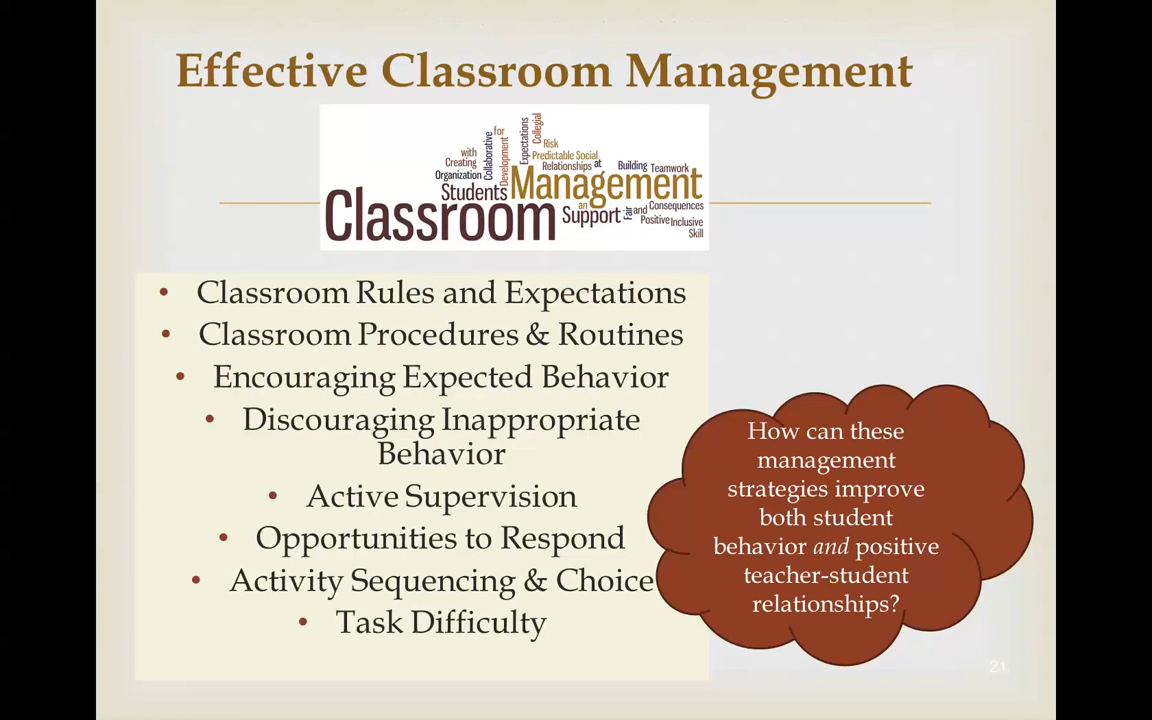 Effective Classroom Management
with
Creating
Organization
Collaborative
for
Development
Expectations
Collegial
Risk
Predictable Social
Relationships at
Building
Teamwork
Students
Management
Classroom
an
Support
Fair
and
Consequences
Positive
Inclusive
Skill
• Classroom Rules and Expectations
• Classroom Procedures & Routines
• Encouraging Expected Behavior
• Discouraging Inappropriate
Behavior
• Active Supervision
• Opportunities to Respond
• Activity Sequencing & Choice
• Task Difficulty
How can these
management
strategies improve
both student
behavior and positive
teacher-student
relationships?
21